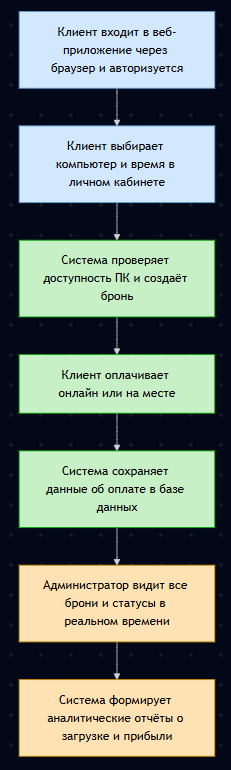 Клиент входит в веб-
приложение через
браузер и авторизуется
Клиент выбирает
компьютер и время в
личном кабинете
Система проверяет
доступность ПК и создаёт
бронь
Клиент оплачивает
онлайн или на месте
Система сохраняет
данные об оплате в базе
данных
Администратор видит все
брони и статусы в
реальном времени
Система формирует
аналитические отчёты о
загрузке и прибыли